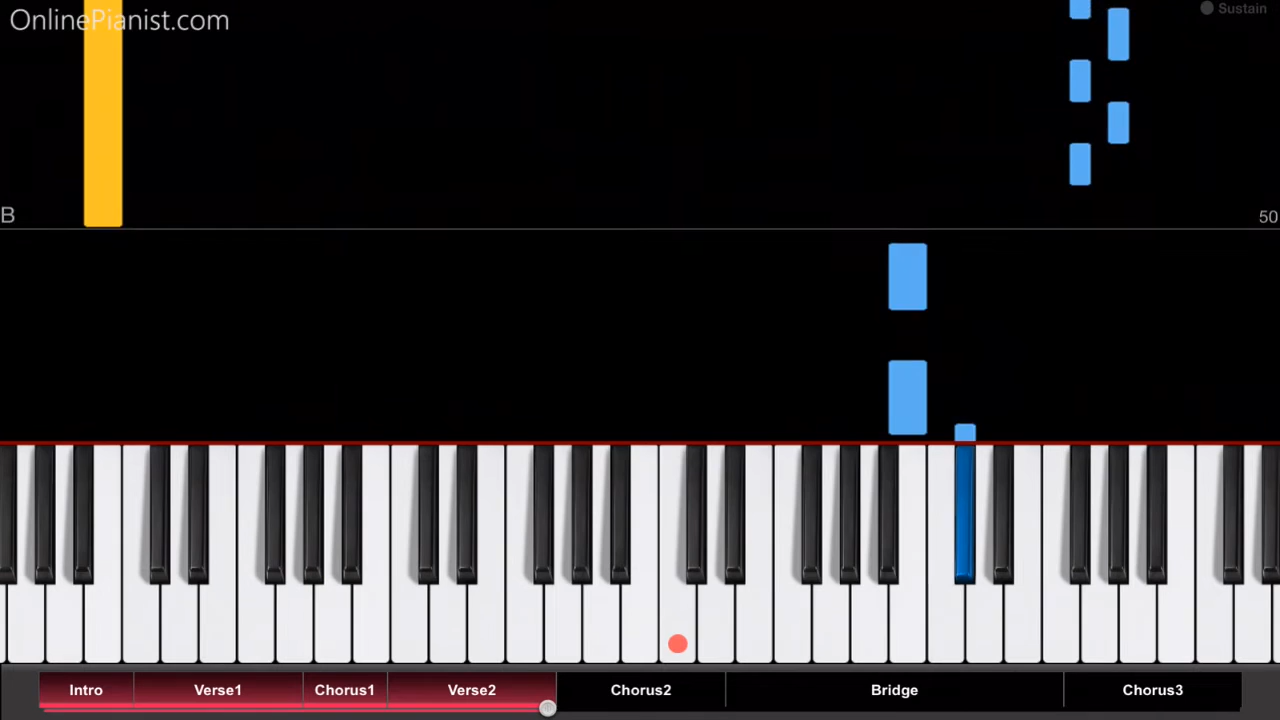 OnlinePianist.com
Sustain
B
50
Intro
Verse1
Chorus1
Verse2
Chorus2
Bridge
Chorus3